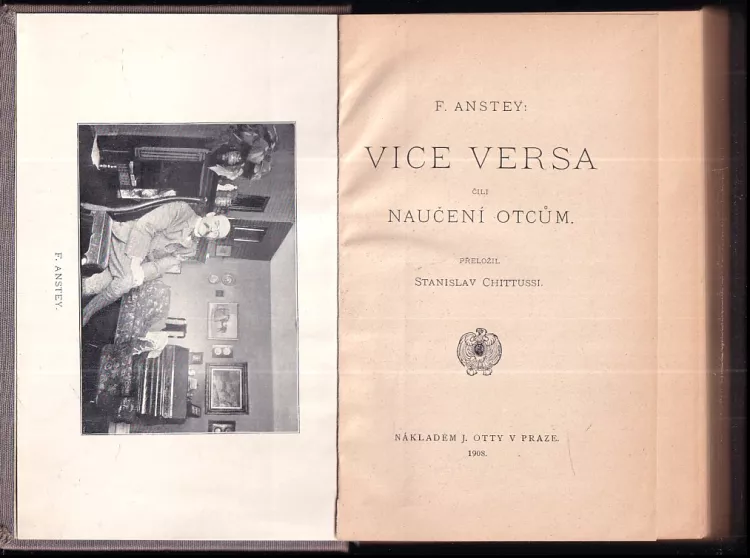 F. ANSTEY.
F. ANSTEY:
VICE VERSA
ČILI
NAUČENÍ OTCŮM.
PŘELOŽIL
STANISLAV CHITTUSSI.
NÁKLADEM J. OTTY V PRAZE.
1908.